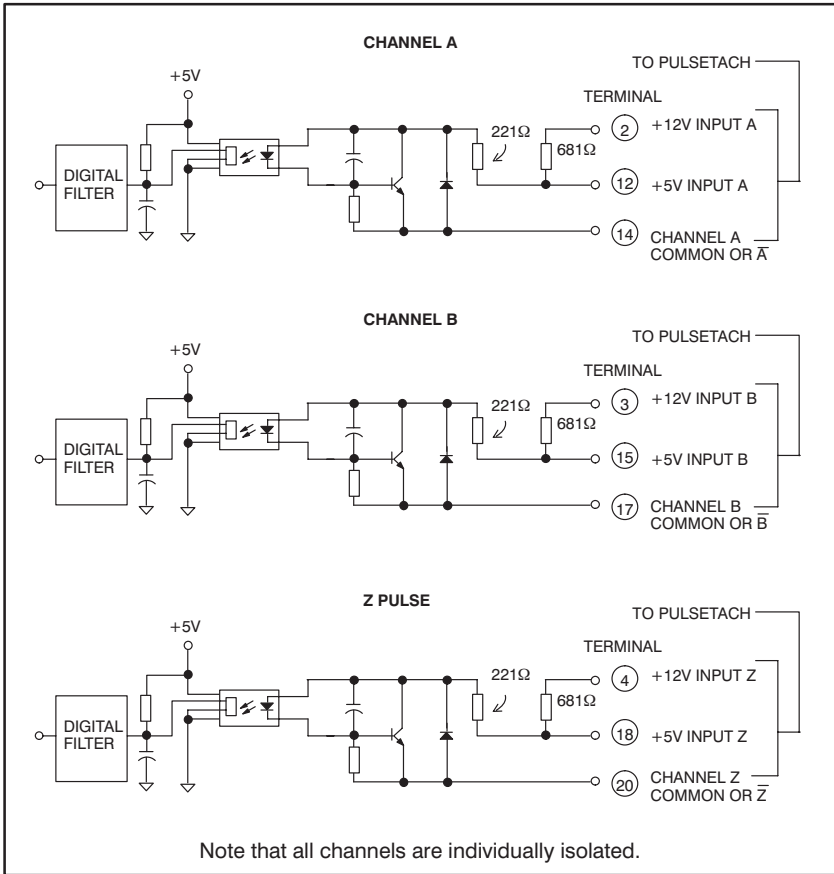 CHANNEL A
TO PULSETACH
+5V
TERMINAL
221Ω
2 +12V INPUT A
681Ω
DIGITAL
FILTER
12 +5V INPUT A
14 CHANNEL A
COMMON OR A̅
CHANNEL B
TO PULSETACH
+5V
TERMINAL
221Ω
3 +12V INPUT B
681Ω
DIGITAL
FILTER
15 +5V INPUT B
17 CHANNEL B
COMMON OR B̅
Z PULSE
TO PULSETACH
+5V
TERMINAL
221Ω
4 +12V INPUT Z
681Ω
DIGITAL
FILTER
18 +5V INPUT Z
20 CHANNEL Z
COMMON OR Z̅
Note that all channels are individually isolated.